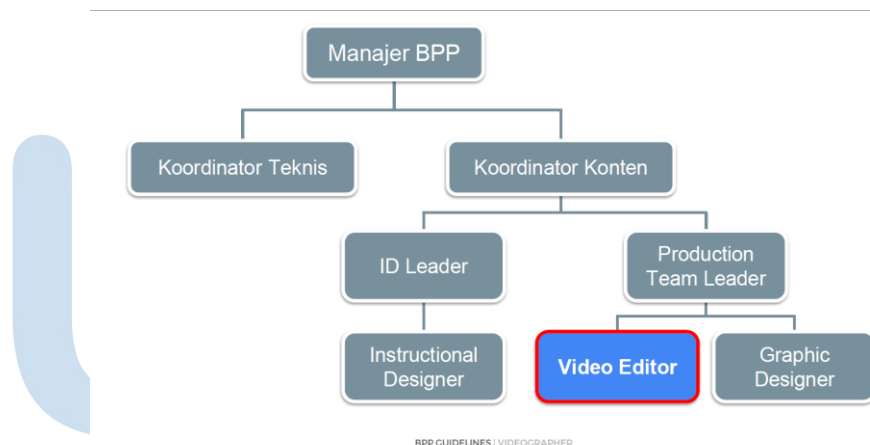 Manajer BPP
Koordinator Teknis
Koordinator Konten
ID Leader
Production
Team Leader
Instructional
Designer
Video Editor
Graphic
Designer
BPP GUIDELINES | VIDEOGRAPHER